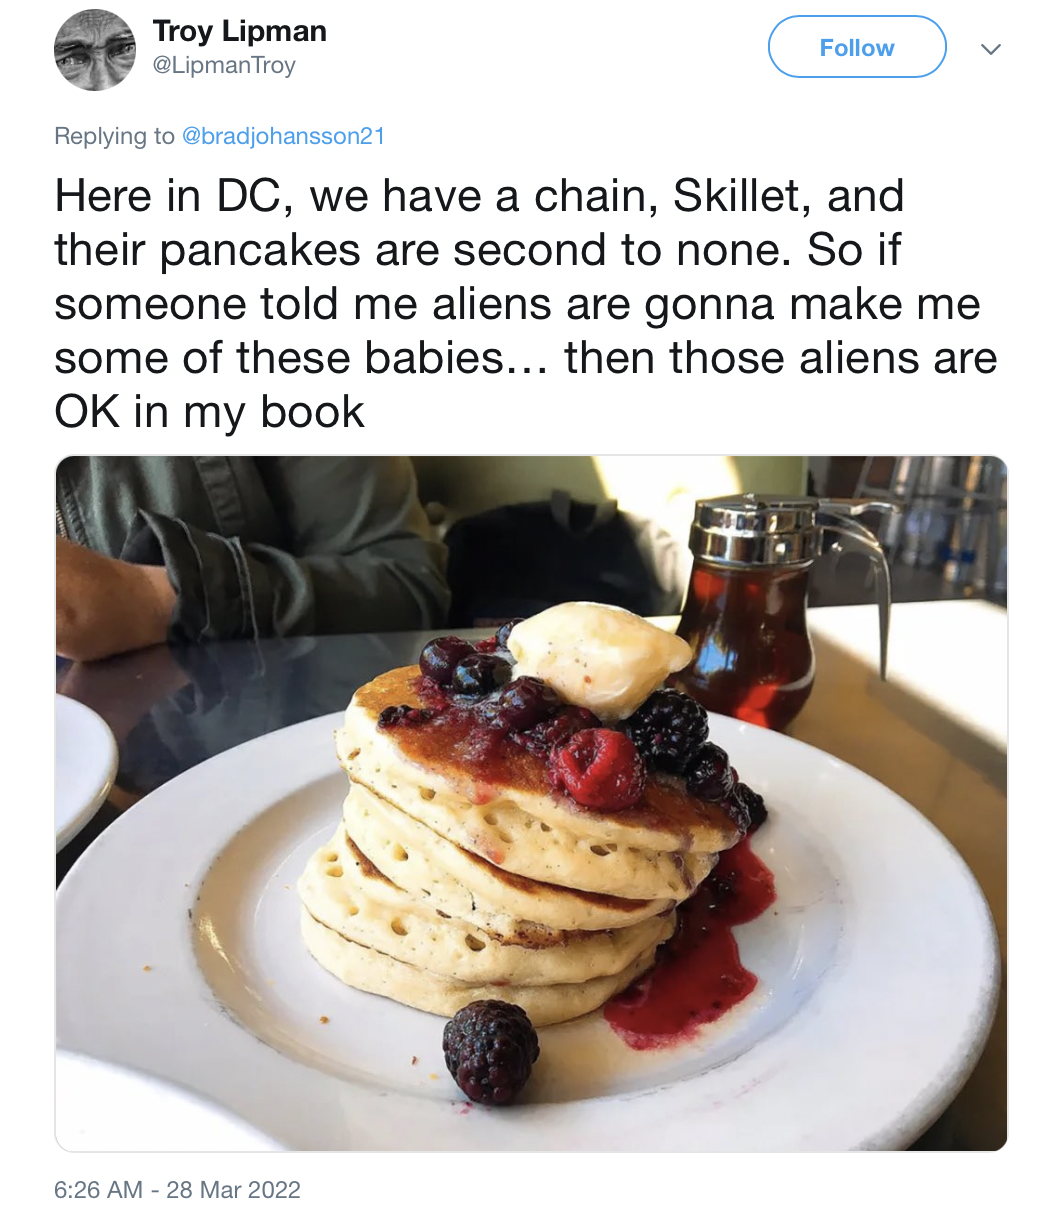 Troy Lipman
@LipmanTroy
Follow
Replying to @bradjohansson21
Here in DC, we have a chain, Skillet, and
their pancakes are second to none. So if
someone told me aliens are gonna make me
some of these babies... then those aliens are
OK in my book
6:26 AM - 28 Mar 2022